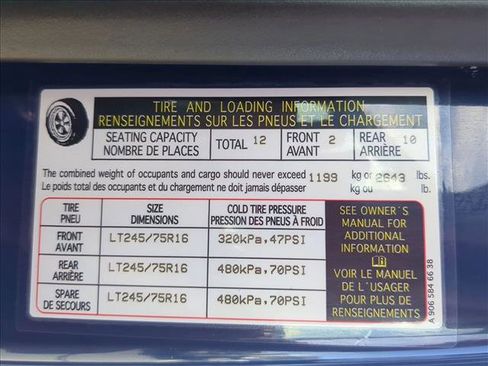 TIRE AND LOADING INFORMATION
RENSEIGNEMENTS SUR LES PNEUS ET LE CHARGEMENT
SEATING CAPACITY NOMBRE DE PLACES TOTAL 12 FRONT AVANT 2 REAR ARRIÈRE 10
The combined weight of occupants and cargo should never exceed 1199 kg or 2643 lbs.
Le poids total des occupants et du chargement ne doit jamais dépasser kg ou lb.
TIRE PNEU SIZE DIMENSIONS COLD TIRE PRESSURE PRESSION DES PNEUS À FROID
FRONT AVANT LT245/75R16 320kPa,47PSI
REAR ARRIÈRE LT245/75R16 480kPa,70PSI
SPARE DE SECOURS LT245/75R16 480kPa,70PSI
SEE OWNER´S
MANUAL FOR
ADDITIONAL
INFORMATION
VOIR LE MANUEL
DE L´USAGER
POUR PLUS DE
RENSEIGNEMENTS
A 906 584 66 38